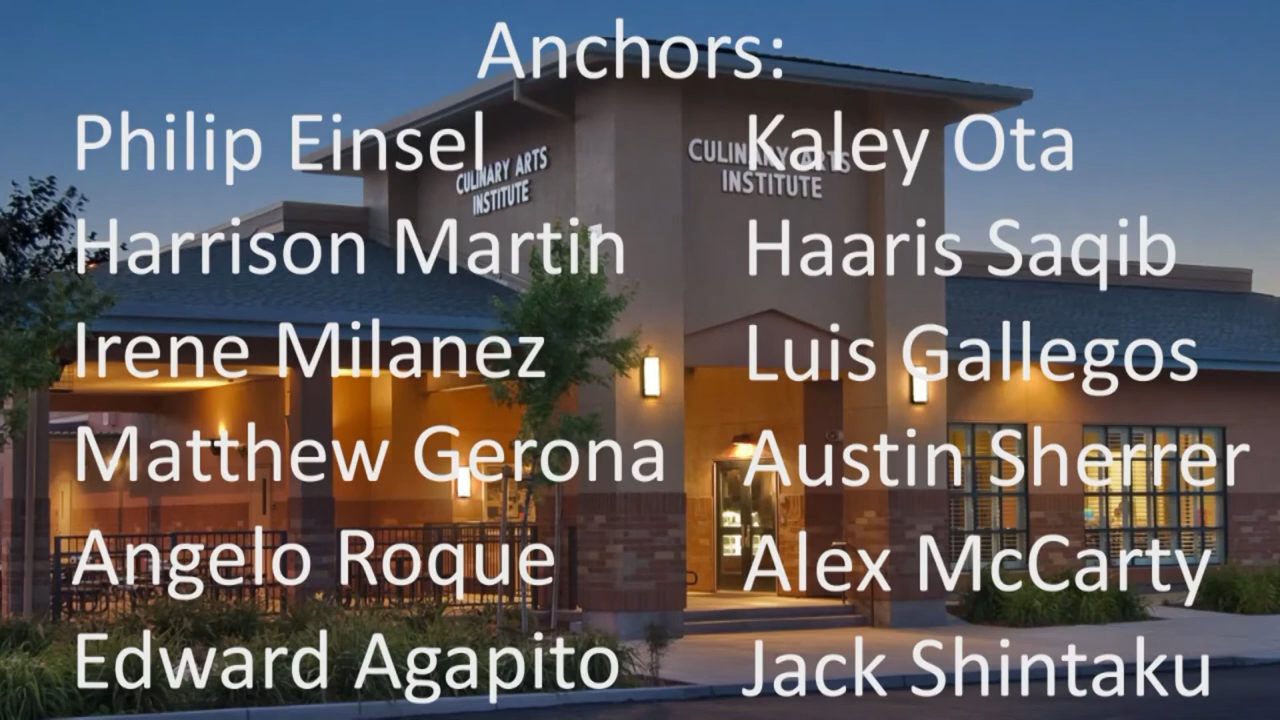 Anchors:
Philip Einsel
Harrison Martin
Irene Milanez
Matthew Gerona
Angelo Roque
Edward Agapito
Kaley Ota
Haaris Saqib
Luis Gallegos
Austin Sherrer
Alex McCarty
Jack Shintaku
CULINARY ARTS
INSTITUTE
CULINARY ARTS
INSTITUTE